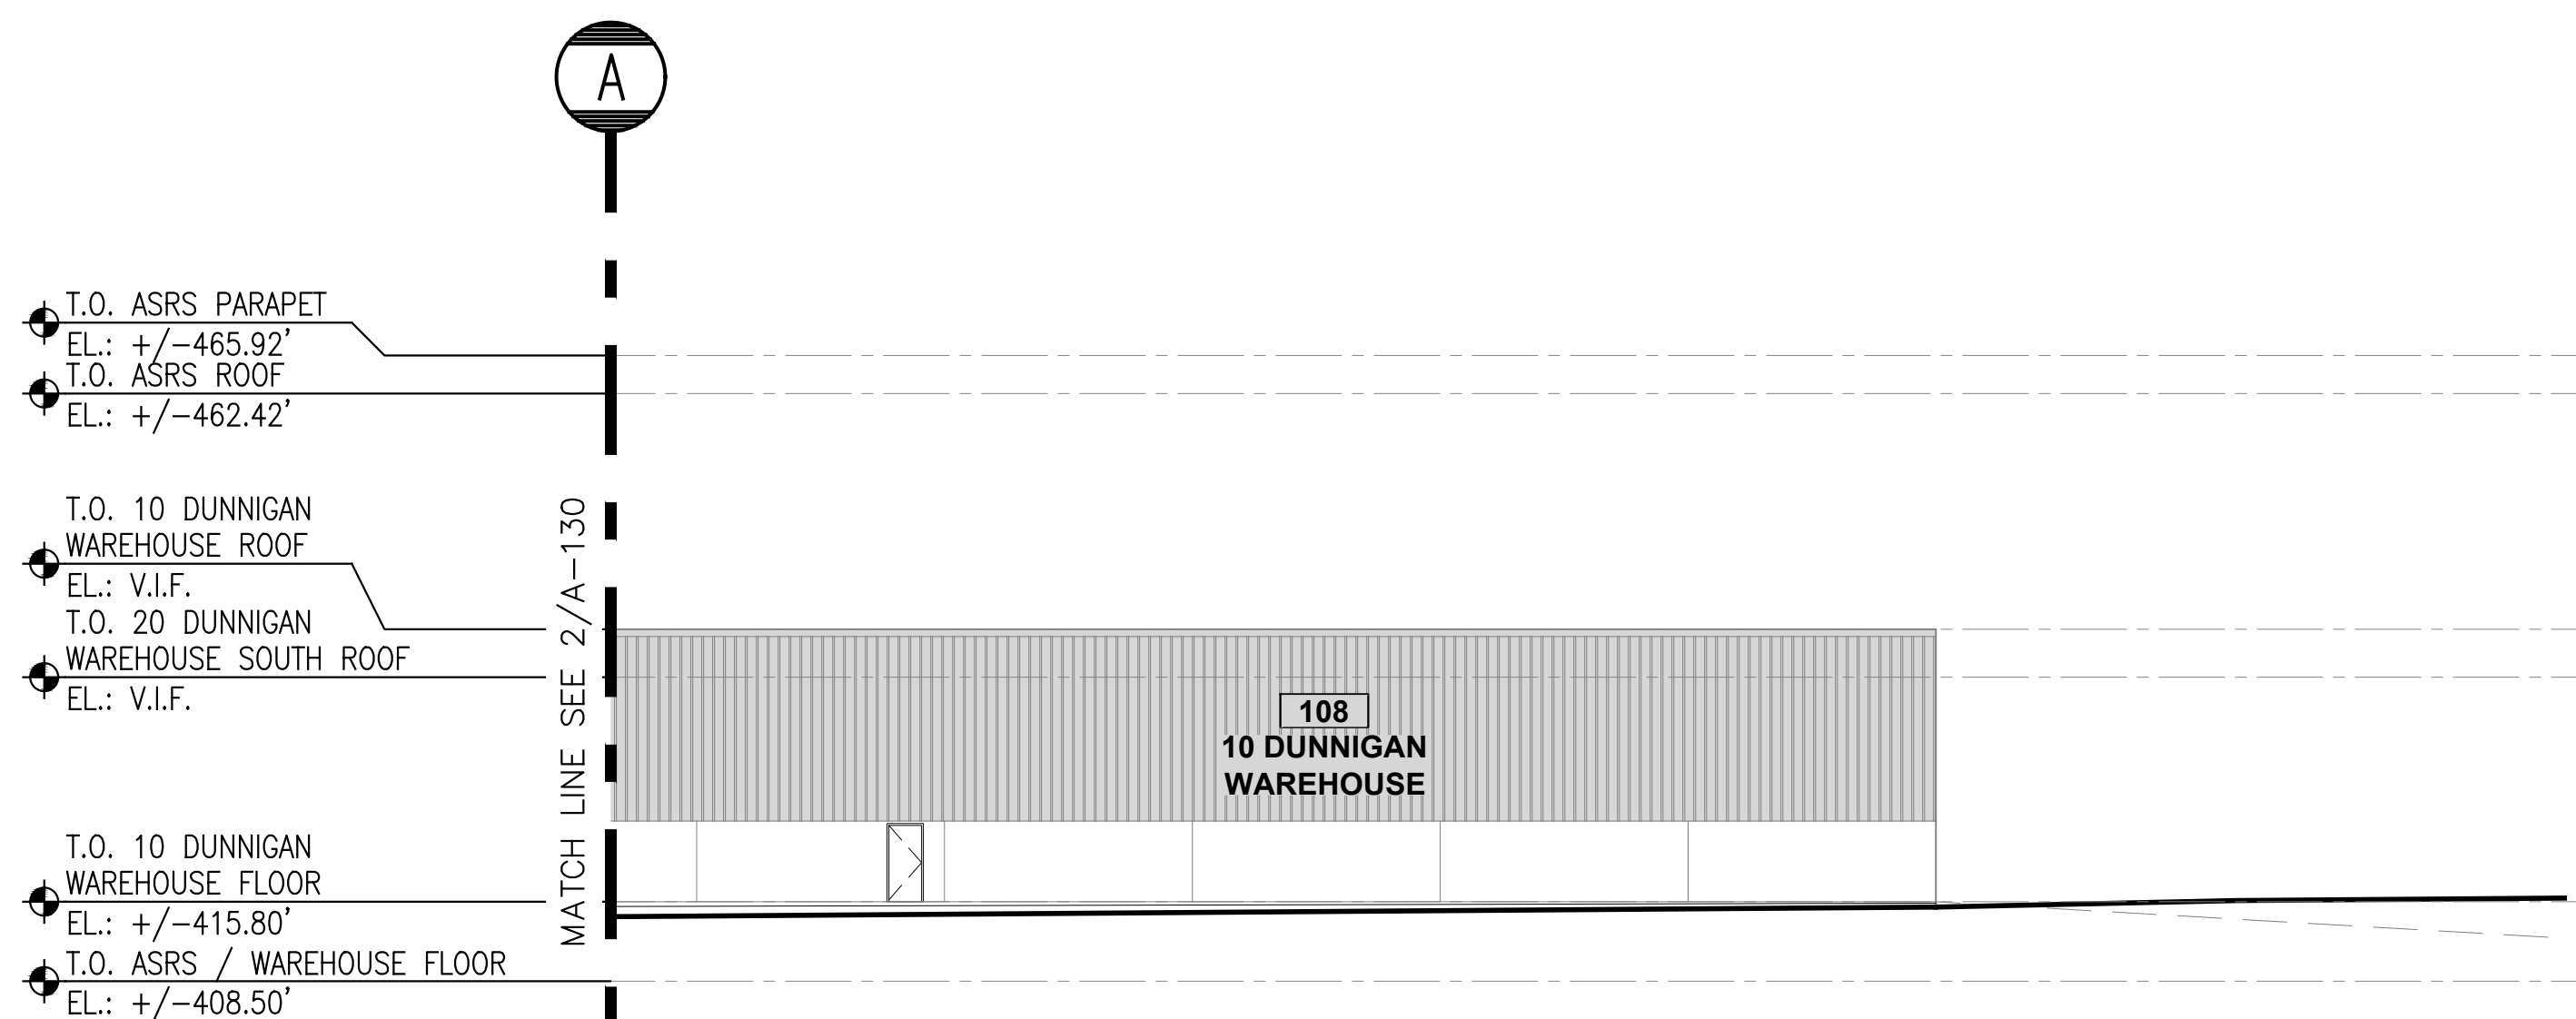 A
T.O. ASRS PARAPET
EL.: +/-465.92'
T.O. ASRS ROOF
EL.: +/-462.42'
T.O. 10 DUNNIGAN
WAREHOUSE ROOF
EL.: V.I.F.
T.O. 20 DUNNIGAN
WAREHOUSE SOUTH ROOF
EL.: V.I.F.
T.O. 10 DUNNIGAN
WAREHOUSE FLOOR
EL.: +/-415.80'
T.O. ASRS / WAREHOUSE FLOOR
EL.: +/-408.50'
MATCH LINE SEE 2/A-130
108
10 DUNNIGAN
WAREHOUSE